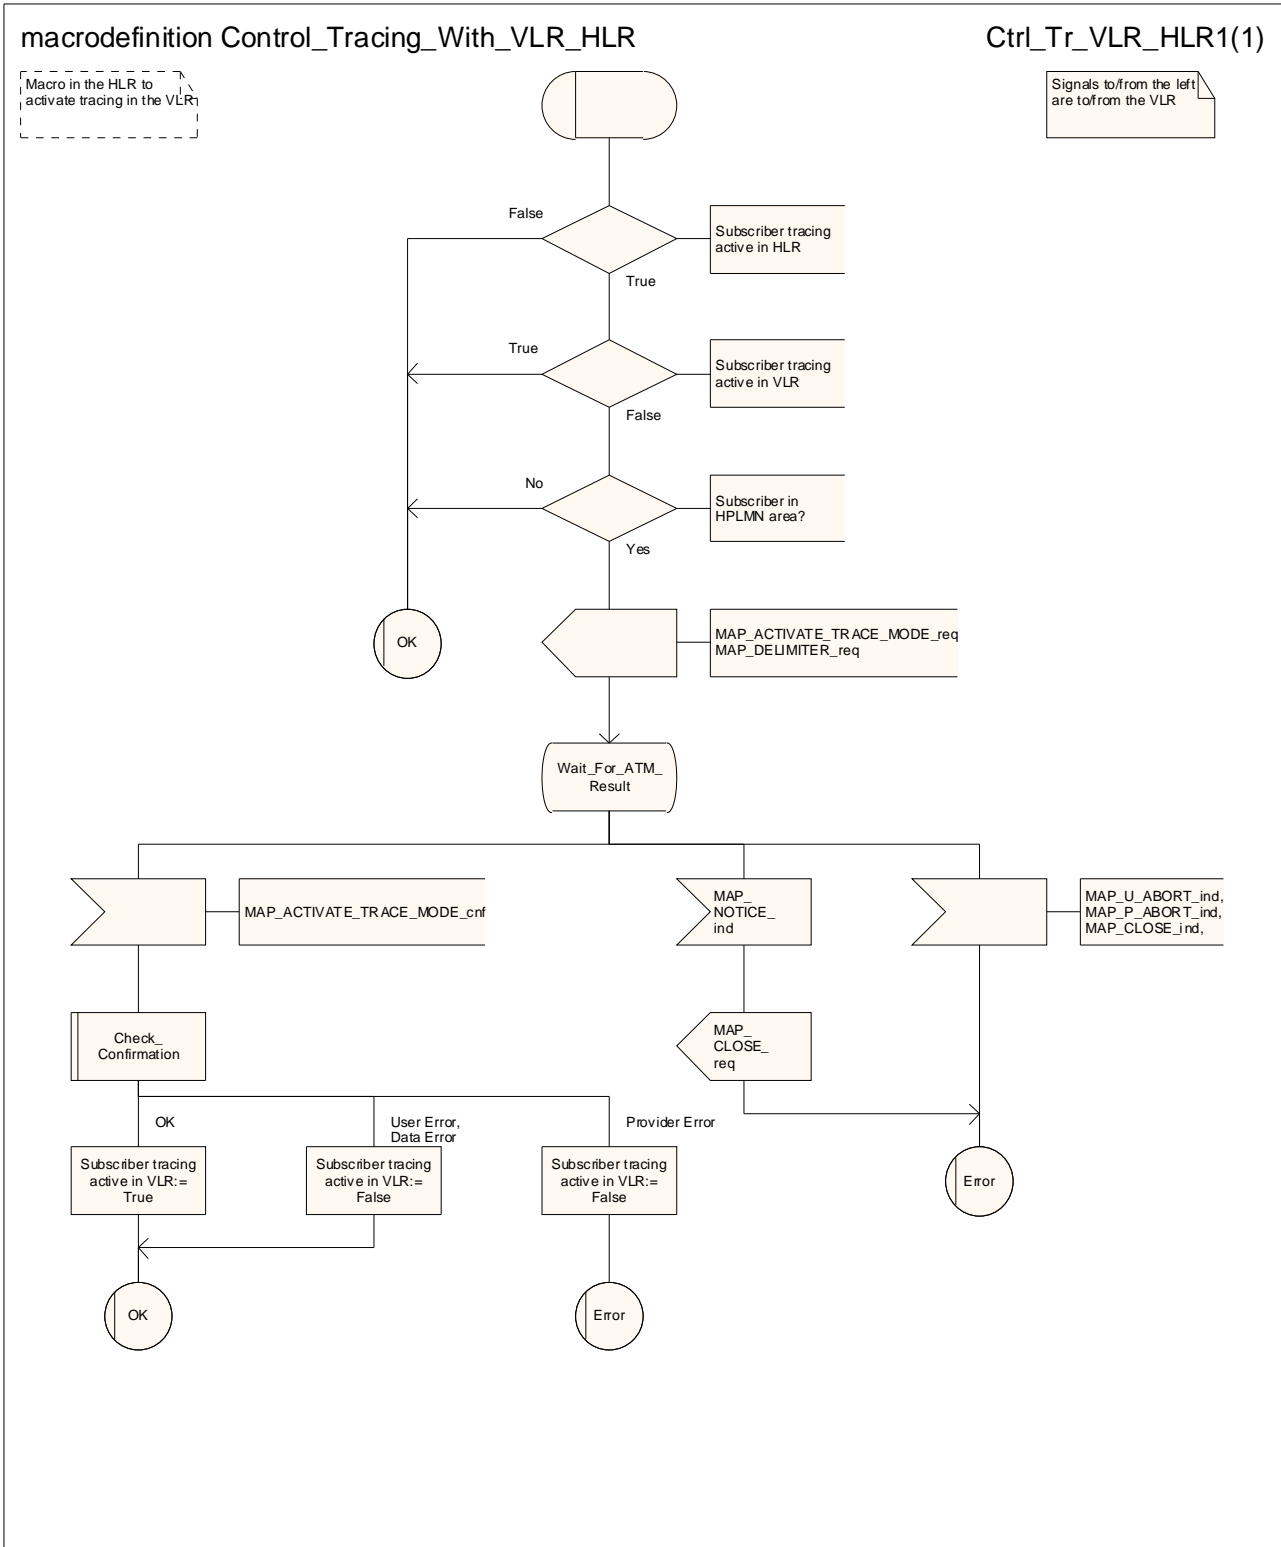 macrodefinition Control_Tracing_With_VLR_HLR
Ctrl_Tr_VLR_HLR1(1)
Macro in the HLR to
activate tracing in the VLR
Signals to/from the left
are to/from the VLR
False
Subscriber tracing
active in HLR
True
True
Subscriber tracing
active in VLR
False
No
Subscriber in
HPLMN area?
Yes
OK
MAP_ACTIVATE_TRACE_MODE_req
MAP_DELIMITER_req
Wait_For_ATM_
Result
MAP_ACTIVATE_TRACE_MODE_cnf
MAP_
NOTICE_
ind
MAP_U_ABORT_ind,
MAP_P_ABORT_ind,
MAP_CLOSE_ind,
Check_
Confirmation
MAP_
CLOSE_
req
OK
User Error,
Data Error
Provider Error
Subscriber tracing
active in VLR:=
True
Subscriber tracing
active in VLR:=
False
Subscriber tracing
active in VLR:=
False
Error
OK
Error